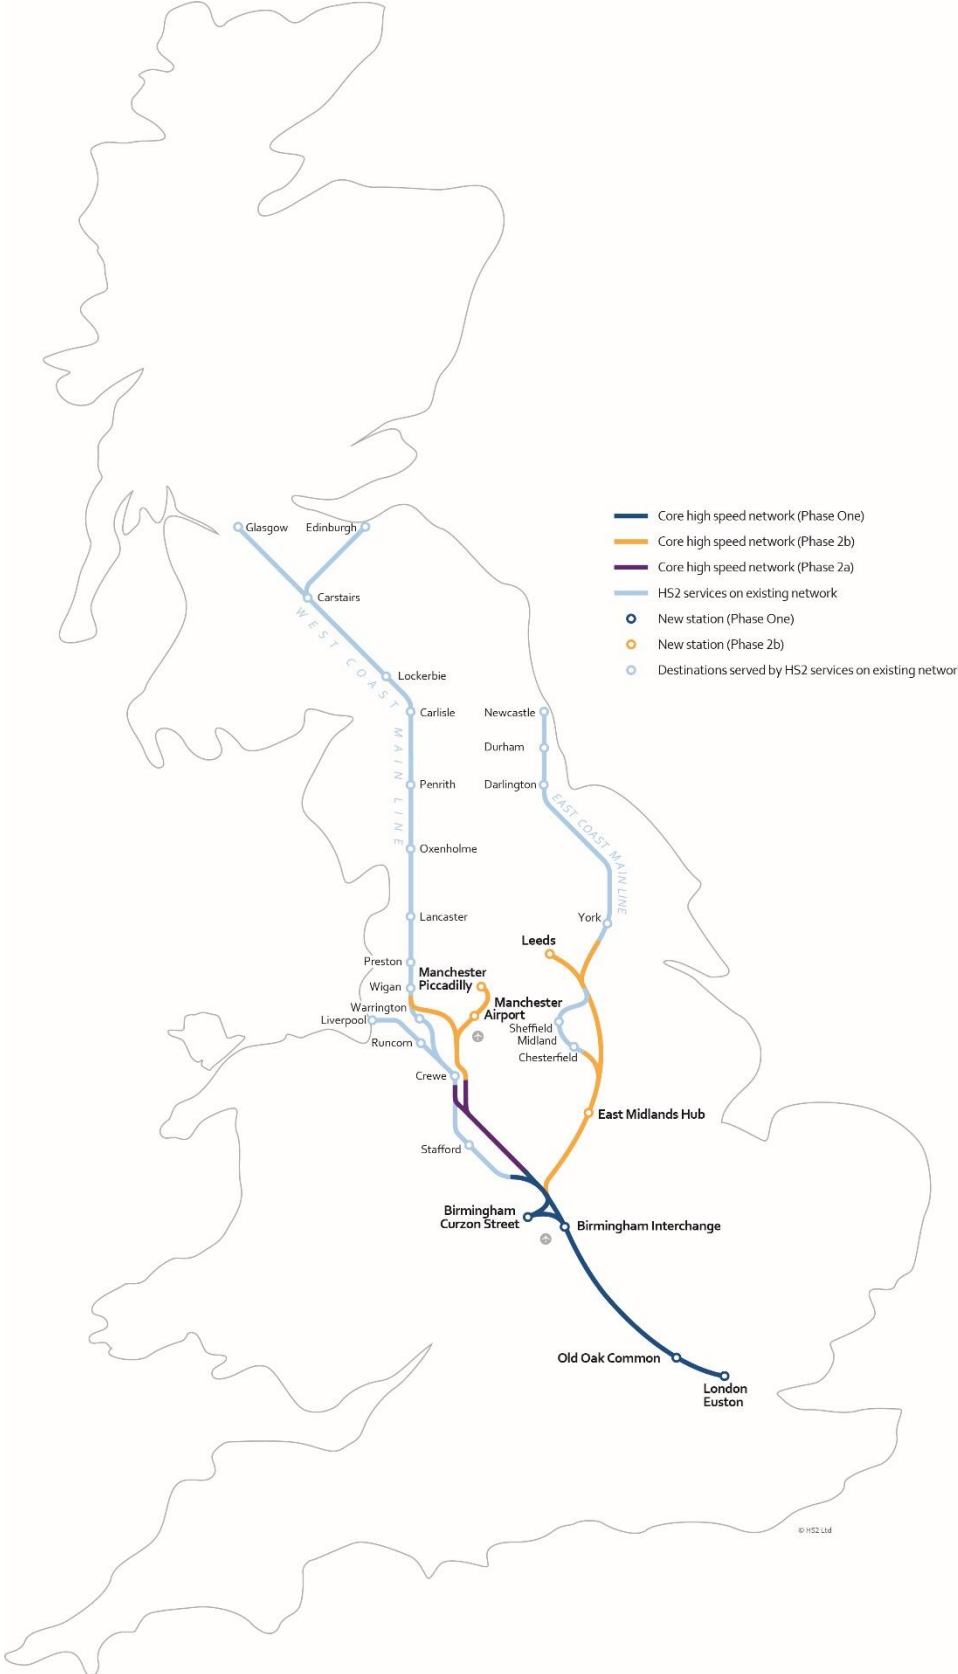 Glasgow
Edinburgh
Carstairs
WEST COAST MAIN LINE
Lockerbie
Carlisle
Penrith
Oxenholme
Lancaster
Preston
Wigan
Warrington
Liverpool
Runcorn
Crewe
Stafford
Manchester
Piccadilly
Manchester
Airport
Newcastle
Durham
Darlington
EAST COAST MAIN LINE
York
Leeds
Sheffield
Midland
Chesterfield
East Midlands Hub
Birmingham
Curzon Street
Birmingham Interchange
Old Oak Common
London
Euston
Core high speed network (Phase One)
Core high speed network (Phase 2b)
Core high speed network (Phase 2a)
HS2 services on existing network
New station (Phase One)
New station (Phase 2b)
Destinations served by HS2 services on existing networ
© HS2 Ltd